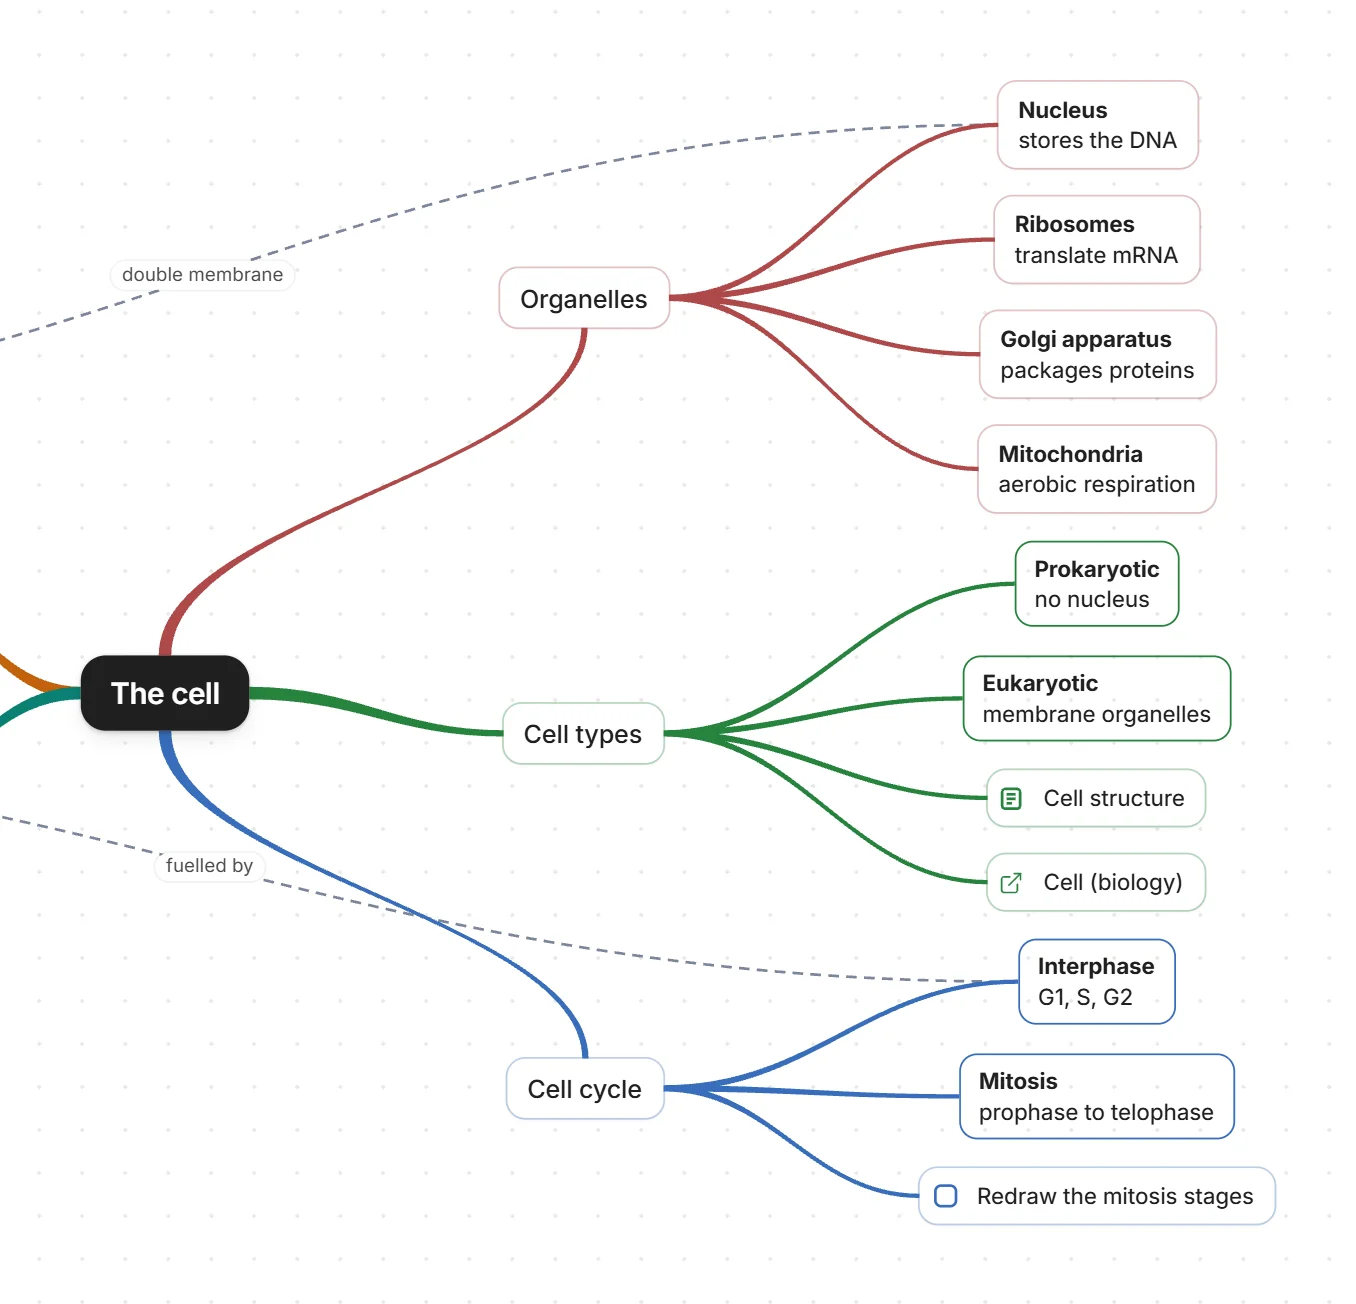 Nucleus
stores the DNA
Ribosomes
translate mRNA
double membrane
Organelles
Golgi apparatus
packages proteins
Mitochondria
aerobic respiration
Prokaryotic
no nucleus
The cell
Eukaryotic
membrane organelles
Cell types
Cell structure
fuelled by
Cell (biology)
Interphase
G1, S, G2
Cell cycle
Mitosis
prophase to telophase
Redraw the mitosis stages